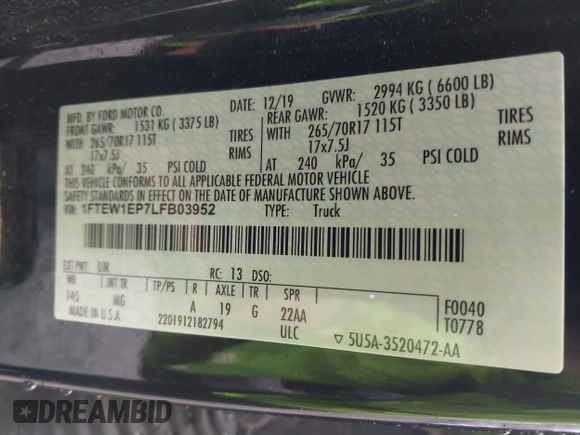 MFD. BY FORD MOTOR CO.
DATE: 12/19 GVWR: 2994 KG ( 6600 LB)
FRONT GAWR: 1531 KG ( 3375 LB)
REAR GAWR: 1520 KG ( 3350 LB)
WITH 265/70R17 115T TIRES
WITH 265/70R17 115T TIRES
17x7.5J RIMS
17x7.5J RIMS
AT 240 kPa/ 35 PSI COLD
AT 240 kPa/ 35 PSI COLD
THIS VEHICLE CONFORMS TO ALL APPLICABLE FEDERAL MOTOR VEHICLE
SAFETY STANDARDS IN EFFECT ON THE DATE OF MANUFACTURE SHOWN ABOVE.
VIN: 1FTEW1EP7LFB03952 TYPE: Truck
EXT PNT: UM RC: 13 DSO:
WB INT TR TP/PS R AXLE TR SPR
145 MG A 19 G 22AA
F0040
T0778
MADE IN U.S.A. 2201912182794 ULC
▽ 5U5A-3520472-AA
DREAMBID